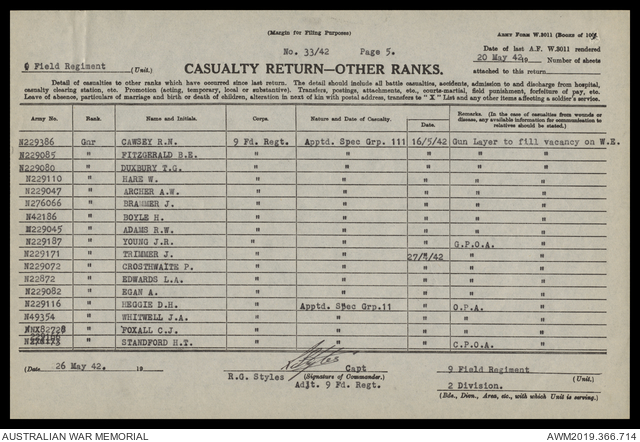 (Margin for Filing Purposes) ARMY FORM W.3011 (Books of 100)
No. 33/42 Page 5. Date of last A.F. W.3011 rendered
20 May 42 19 Number of sheets
9 Field Regiment (Unit.) CASUALTY RETURN—OTHER RANKS. attached to this return
Detail of casualties to other ranks which have occurred since last return. The detail should include all battle casualties, accidents, admission to and discharge from hospital,
casualty clearing station, etc. Promotion (acting, temporary, local or substantive). Transfers, postings, attachments, etc., courts-martial, field punishment, forfeiture of pay, etc.
Leave of absence, particulars of marriage and birth or death of children, alteration in next of kin with postal address, transfers to "X" List and any other items affecting a soldier's service.
Army No. Rank. Name and Initials. Corps. Nature and Date of Casualty. Date. Remarks. (In the case of casualties from wounds or disease, any available information for communication to relatives should be stated.)
N229386 Gnr CAWSEY R.N. 9 Fd. Regt. Apptd. Spec Grp. 111 16/5/42 Gun Layer to fill vacancy on W.E.
N229085 " FITZGERALD B.E. " " " " "
N229080 " DUXBURY T.G. " " " " "
N229110 " HARE W. " " " " "
N229047 " ARCHER A.W. " " " " "
N276066 " BRAMMER J. " " " " "
N42186 " BOYLE H. " " " " "
N229045 " ADAMS R.W. " " " " "
N229187 " YOUNG J.R. " " " G.P.O.A. "
N229171 " TRIMMER J. " " 27/4/42 " "
N229072 " CROSTHWAITE P. " " " " "
N22872 " EDWARDS L.A. " " " " "
N229082 " EGAN A. " " " " "
N229116 " HEGGIE D.H. " Apptd. Spec Grp.11 " O.P.A. "
N49354 " WHITWELL J.A. " " " " "
" FOXALL C.J. " " " " "
" STANDFORD H.T. " " " C.P.O.A. "
(Date. 26 May 42. 19 Capt 9 Field Regiment
R.G. Styles (Signature of Commander.)
Adjt. 9 Fd. Regt. 2 Division.
(Bde., Divn., Area, etc., with which Unit is serving.)
AUSTRALIAN WAR MEMORIAL AWM2019.366.714